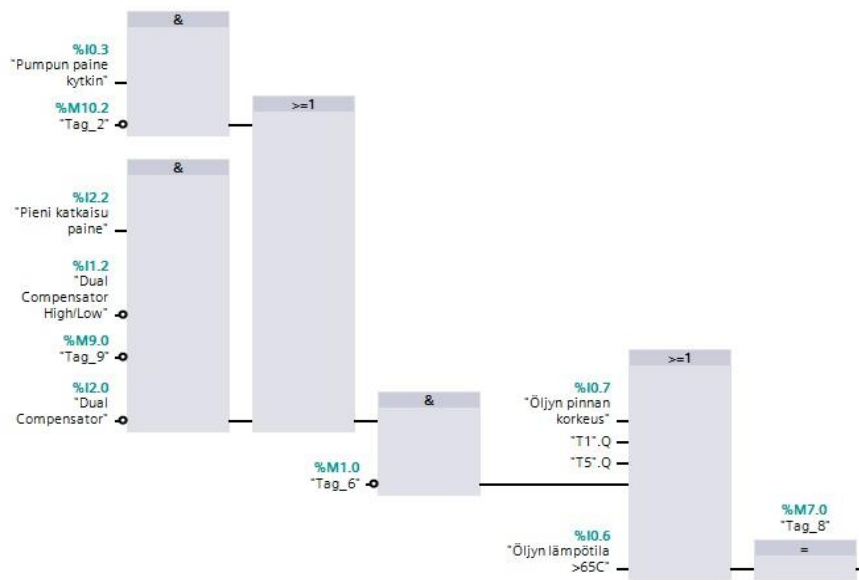 &
%I0.3
"Pumpun paine
kytkin"
%M10.2
"Tag_2"
>=1
&
%I2.2
"Pieni katkaisu
paine"
%I1.2
"Dual
Compensator
High/Low"
%M9.0
"Tag_9"
%I2.0
"Dual
Compensator"
&
%M1.0
"Tag_6"
>=1
%I0.7
"Öljyn pinnan
korkeus"
"T1".Q
"T5".Q
%I0.6
"Öljyn lämpötila
>65C"
%M7.0
"Tag_8"
=